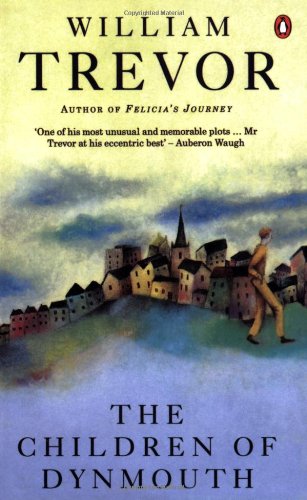 WILLIAM
TREVOR
AUTHOR OF FELICIA'S JOURNEY
'One of his most unusual and memorable plots ... Mr
Trevor at his eccentric best' – Auberon Waugh
THE
CHILDREN OF
DYNMOUTH